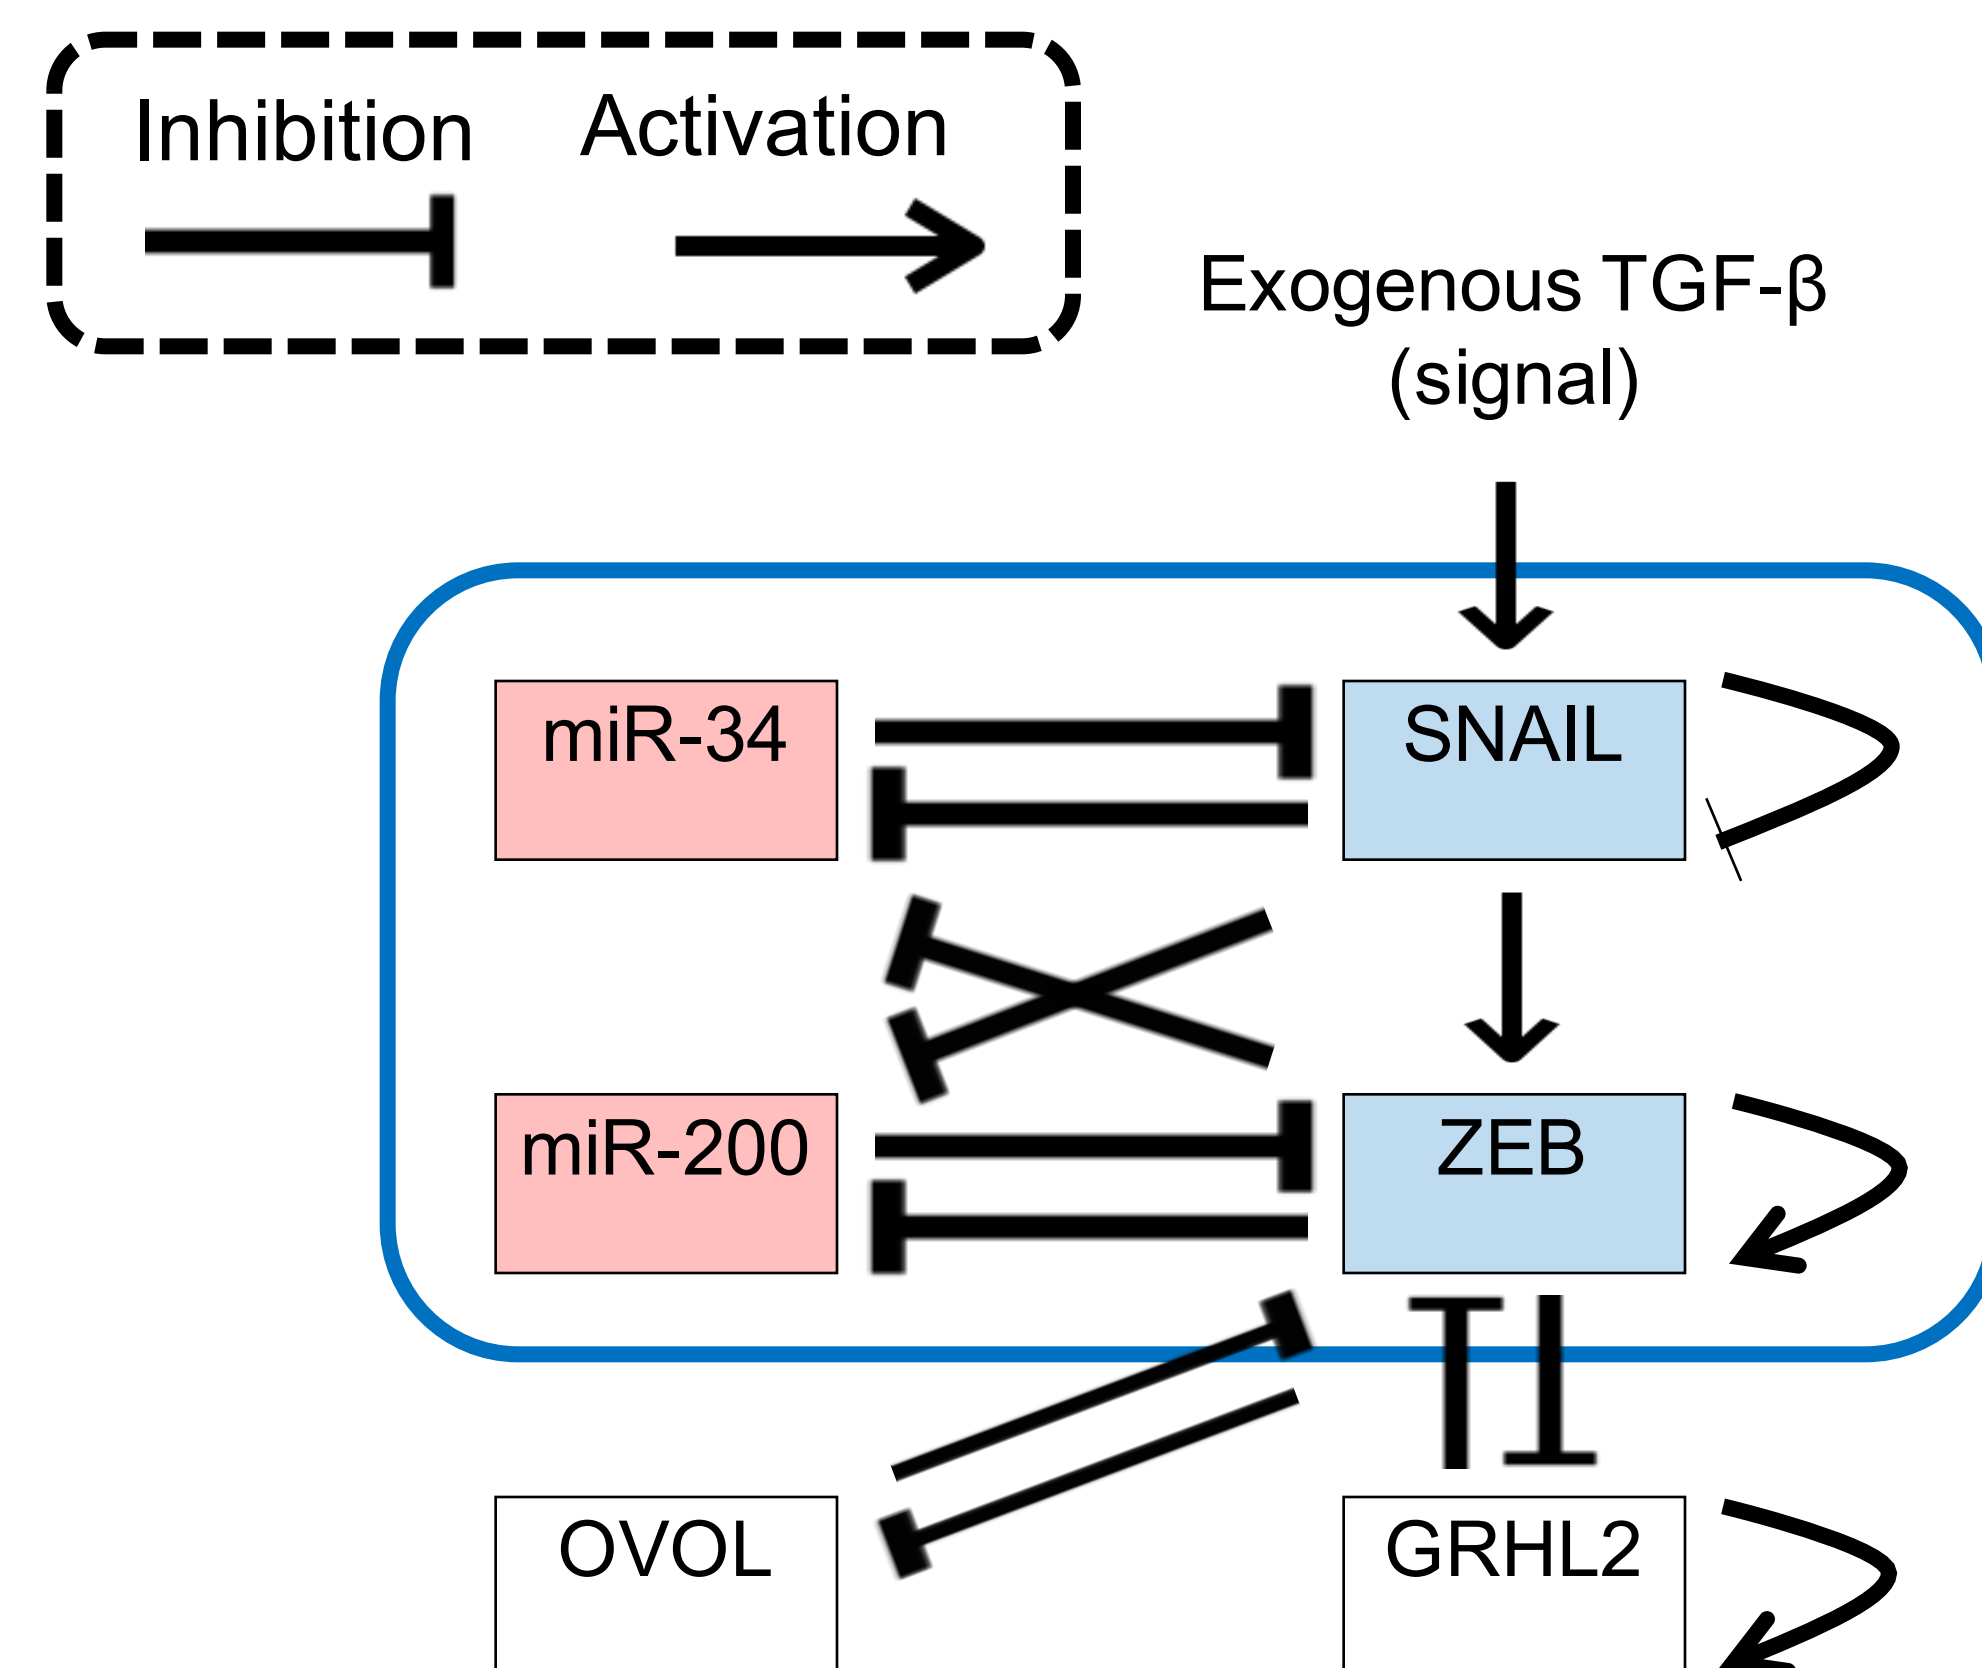 Inhibition Activation
Exogenous TGF-β
(signal)
miR-34 SNAIL
miR-200 ZEB
OVOL GRHL2